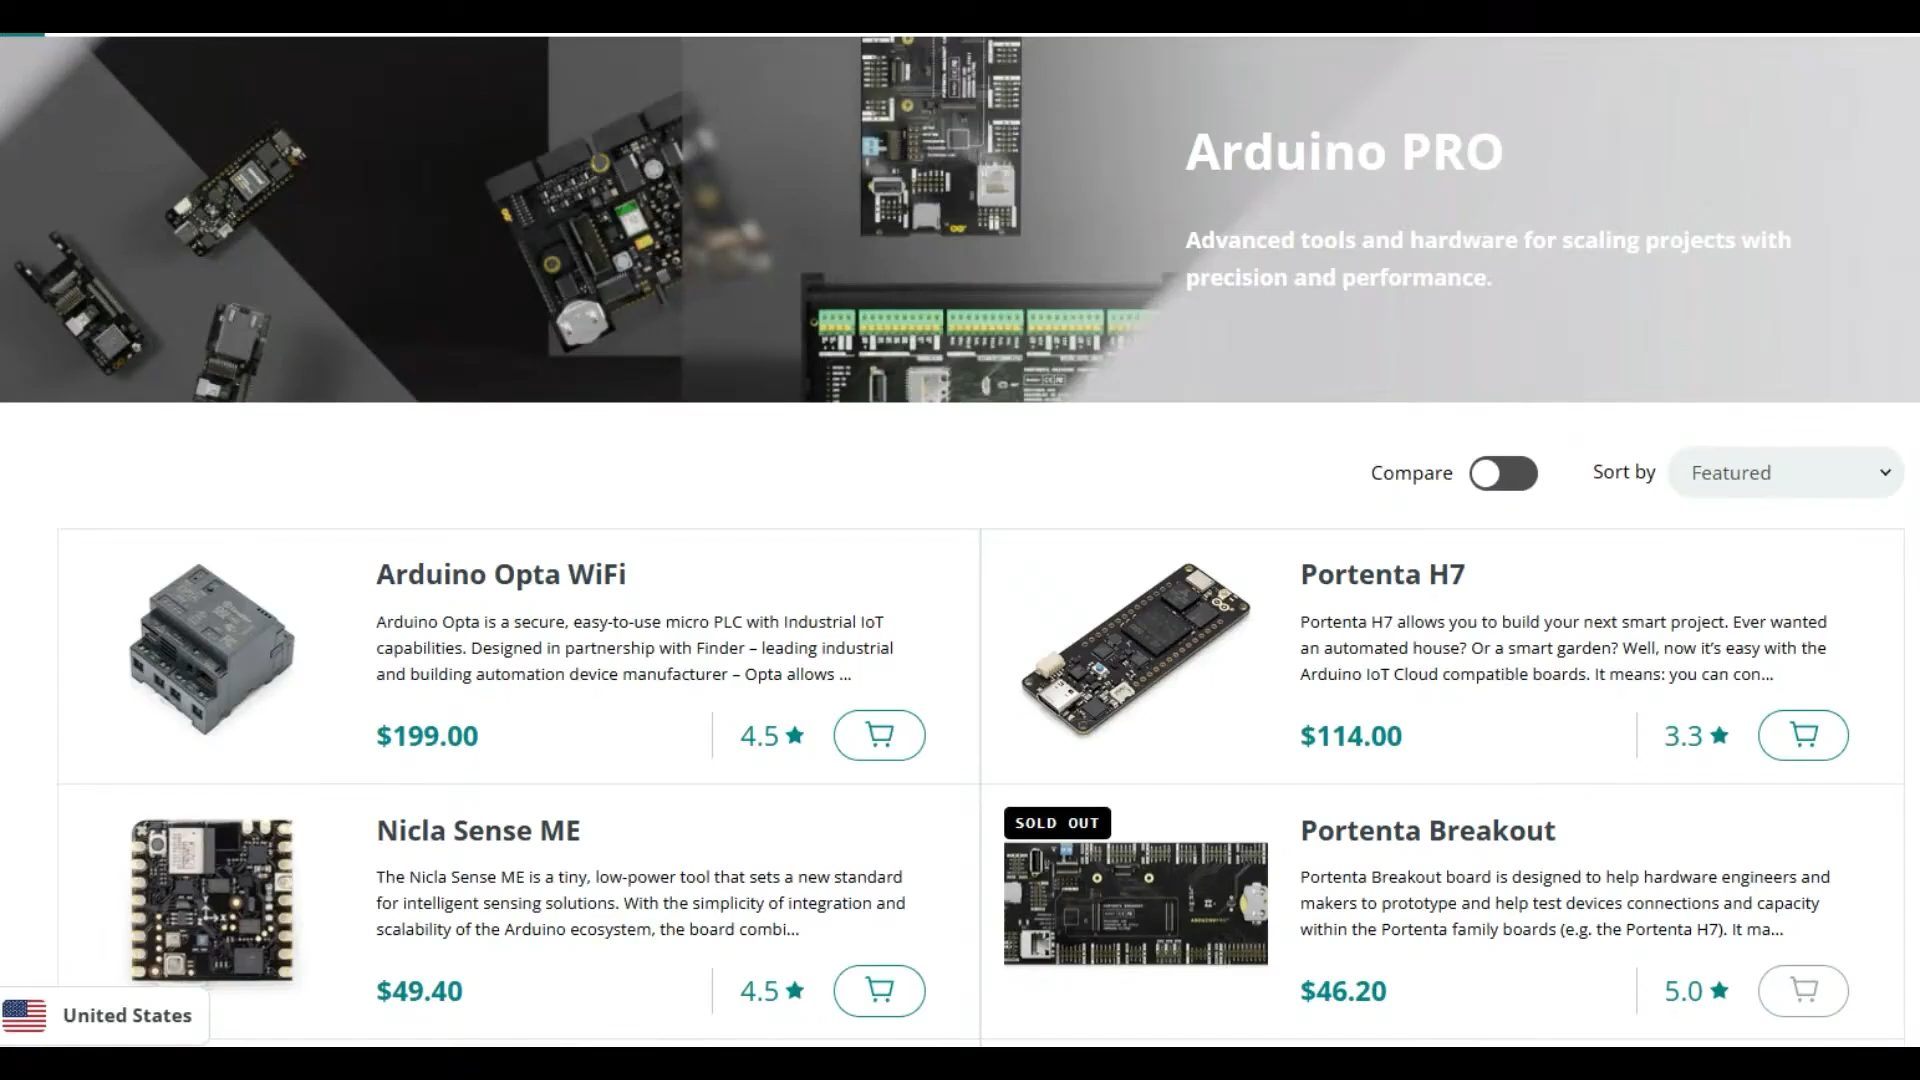 Arduino PRO
Advanced tools and hardware for scaling projects with
precision and performance.
Compare
Sort by
Featured
Arduino Opta WiFi
Arduino Opta is a secure, easy-to-use micro PLC with Industrial IoT
capabilities. Designed in partnership with Finder – leading industrial
and building automation device manufacturer – Opta allows ...
$199.00
4.5
Portenta H7
Portenta H7 allows you to build your next smart project. Ever wanted
an automated house? Or a smart garden? Well, now it’s easy with the
Arduino IoT Cloud compatible boards. It means: you can con...
$114.00
3.3
Nicla Sense ME
The Nicla Sense ME is a tiny, low-power tool that sets a new standard
for intelligent sensing solutions. With the simplicity of integration and
scalability of the Arduino ecosystem, the board combi...
$49.40
4.5
SOLD OUT
Portenta Breakout
Portenta Breakout board is designed to help hardware engineers and
makers to prototype and help test devices connections and capacity
within the Portenta family boards (e.g. the Portenta H7). It ma...
$46.20
5.0
United States